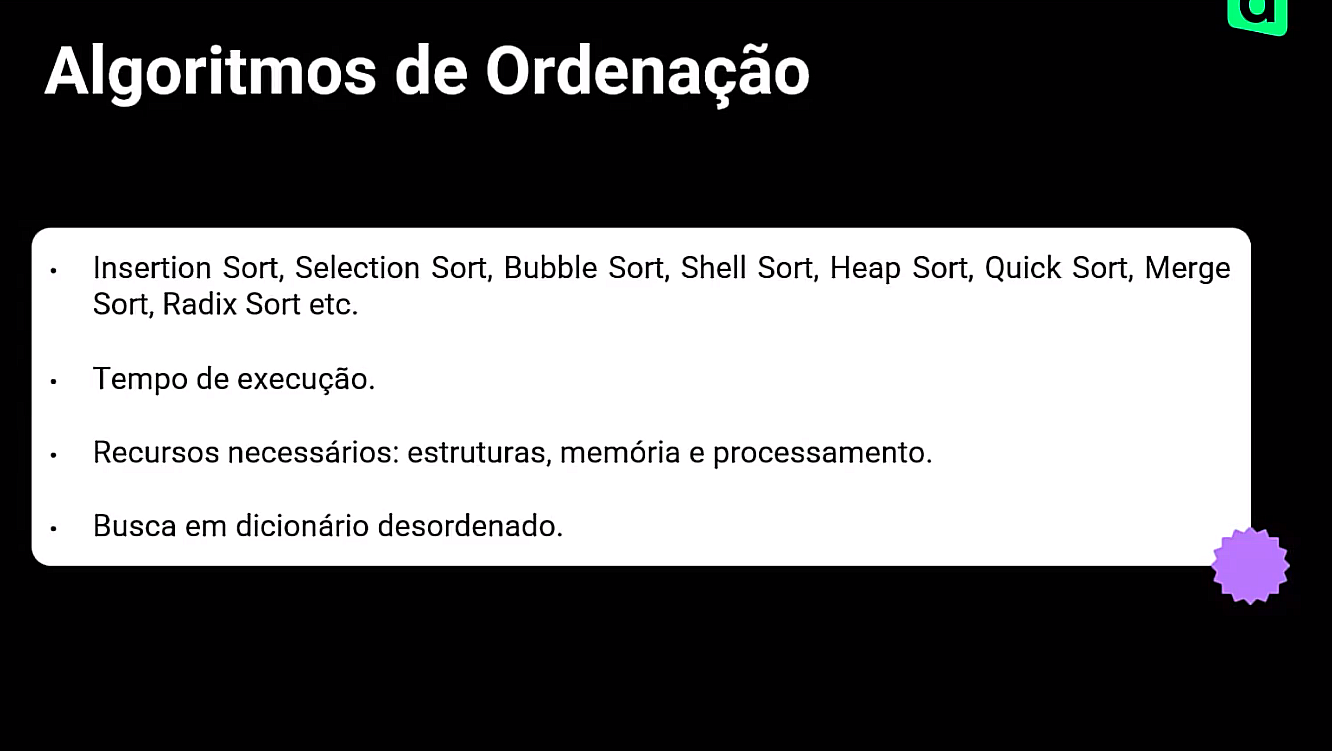 Algoritmos de Ordenação
• Insertion Sort, Selection Sort, Bubble Sort, Shell Sort, Heap Sort, Quick Sort, Merge
Sort, Radix Sort etc.
• Tempo de execução.
• Recursos necessários: estruturas, memória e processamento.
• Busca em dicionário desordenado.